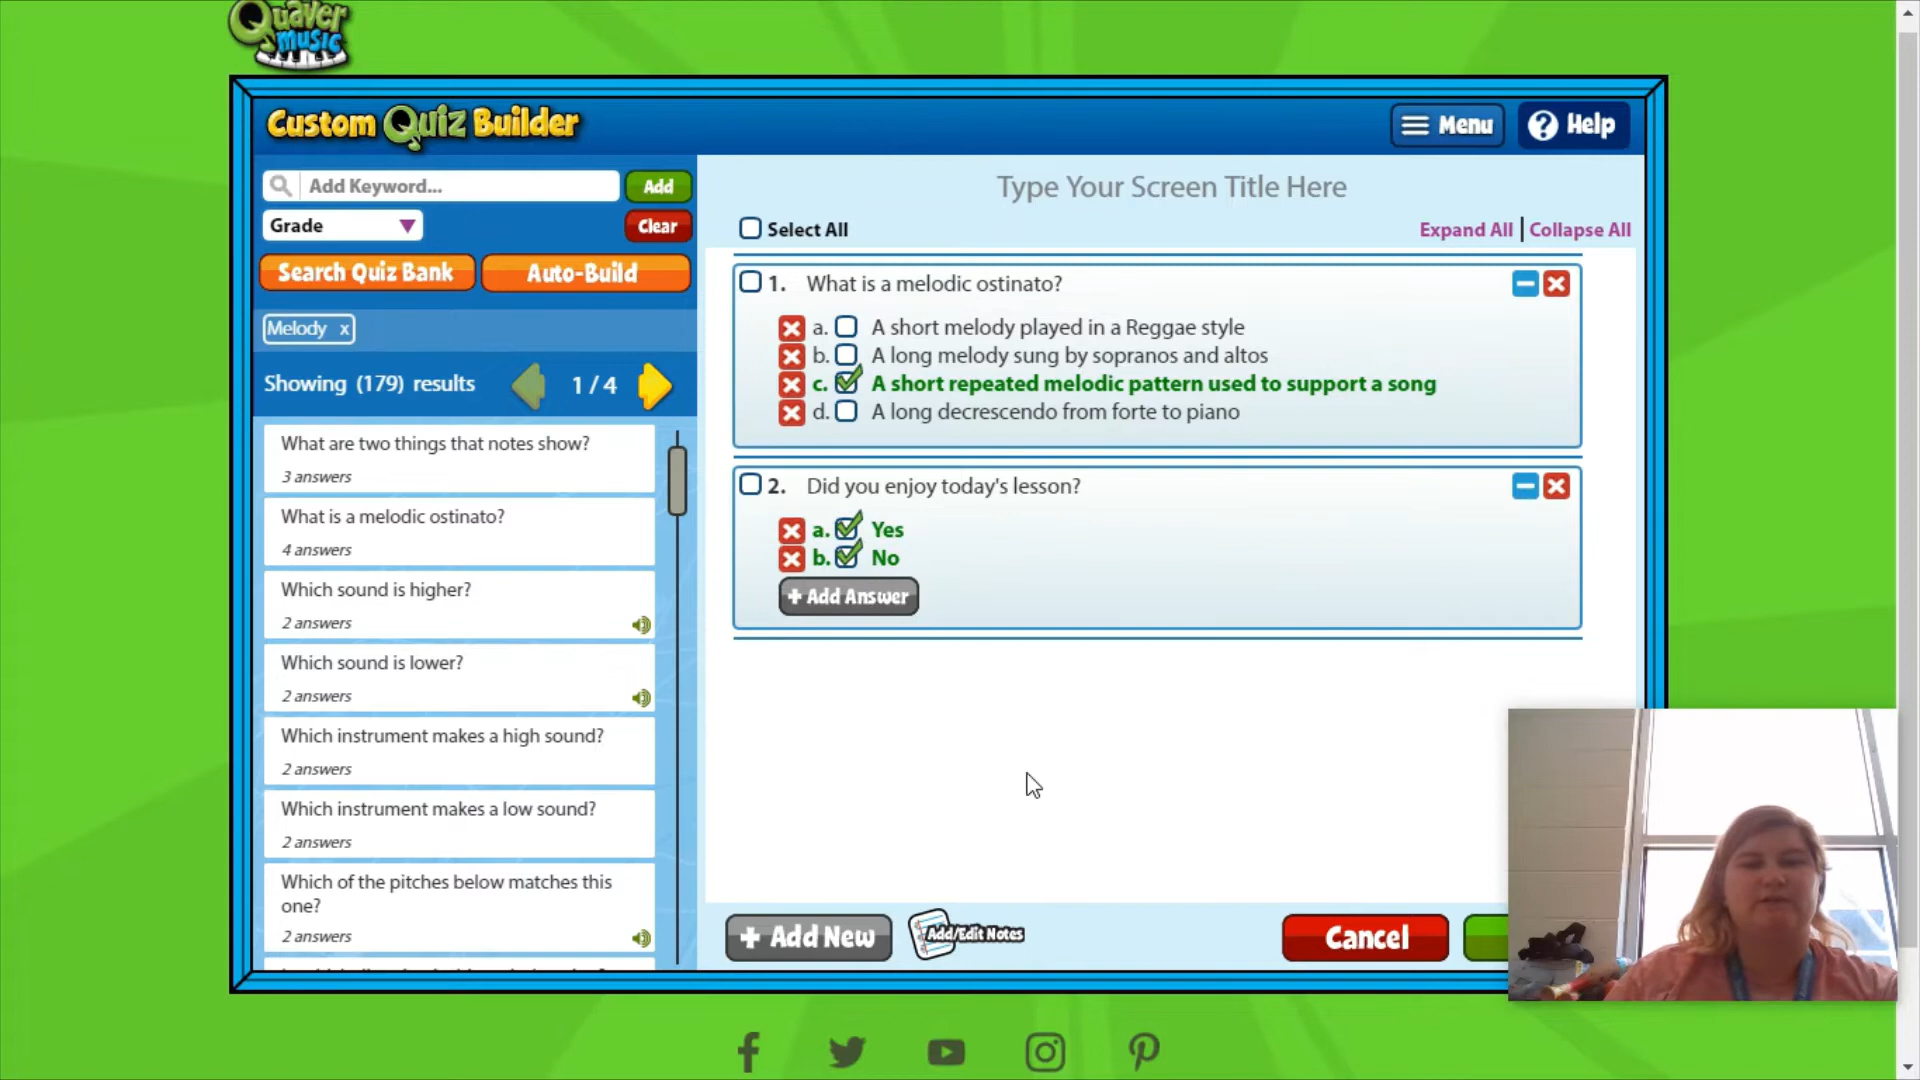 Quaver
MUSIC
Custom Quiz Builder
Menu
Help
Add Keyword...
Add
Grade
Clear
Search Quiz Bank
Auto-Build
Melody x
Showing (179) results
1 / 4
What are two things that notes show?
3 answers
What is a melodic ostinato?
4 answers
Which sound is higher?
2 answers
Which sound is lower?
2 answers
Which instrument makes a high sound?
2 answers
Which instrument makes a low sound?
2 answers
Which of the pitches below matches this
one?
2 answers
Type Your Screen Title Here
Select All
Expand All | Collapse All
1. What is a melodic ostinato?
a. A short melody played in a Reggae style
b. A long melody sung by sopranos and altos
c. A short repeated melodic pattern used to support a song
d. A long decrescendo from forte to piano
2. Did you enjoy today's lesson?
a. Yes
b. No
+ Add Answer
+ Add New
Add/Edit Notes
Cancel